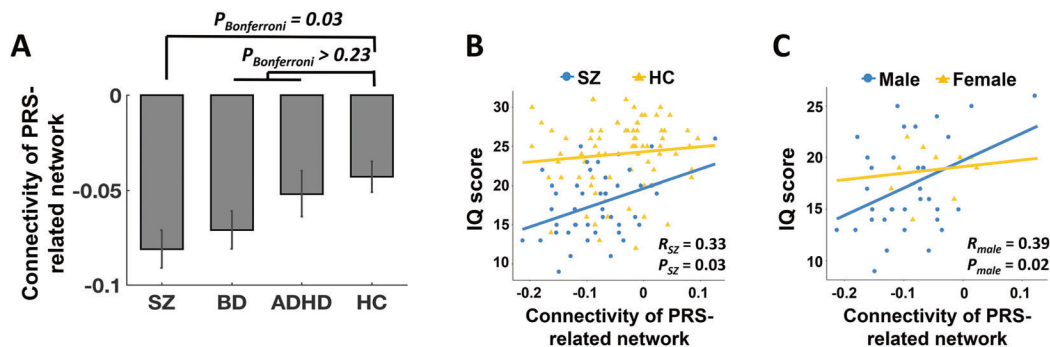 A
P_Bonferroni = 0.03
P_Bonferroni > 0.23
Connectivity of PRS-
related network
0
-0.05
-0.1
SZ BD ADHD HC
B
SZ HC
IQ score
30
25
20
15
10
R_SZ = 0.33
P_SZ = 0.03
-0.2 -0.1 0 0.1
Connectivity of PRS-
related network
C
Male Female
IQ score
25
20
15
10
R_male = 0.39
P_male = 0.02
-0.2 -0.1 0.0 0.1
Connectivity of PRS-
related network